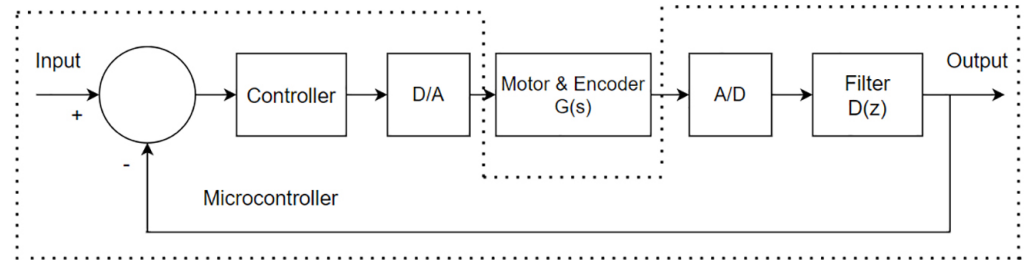 Input
+
-
Controller
D/A
Motor & Encoder
G(s)
A/D
Filter
D(z)
Output
Microcontroller